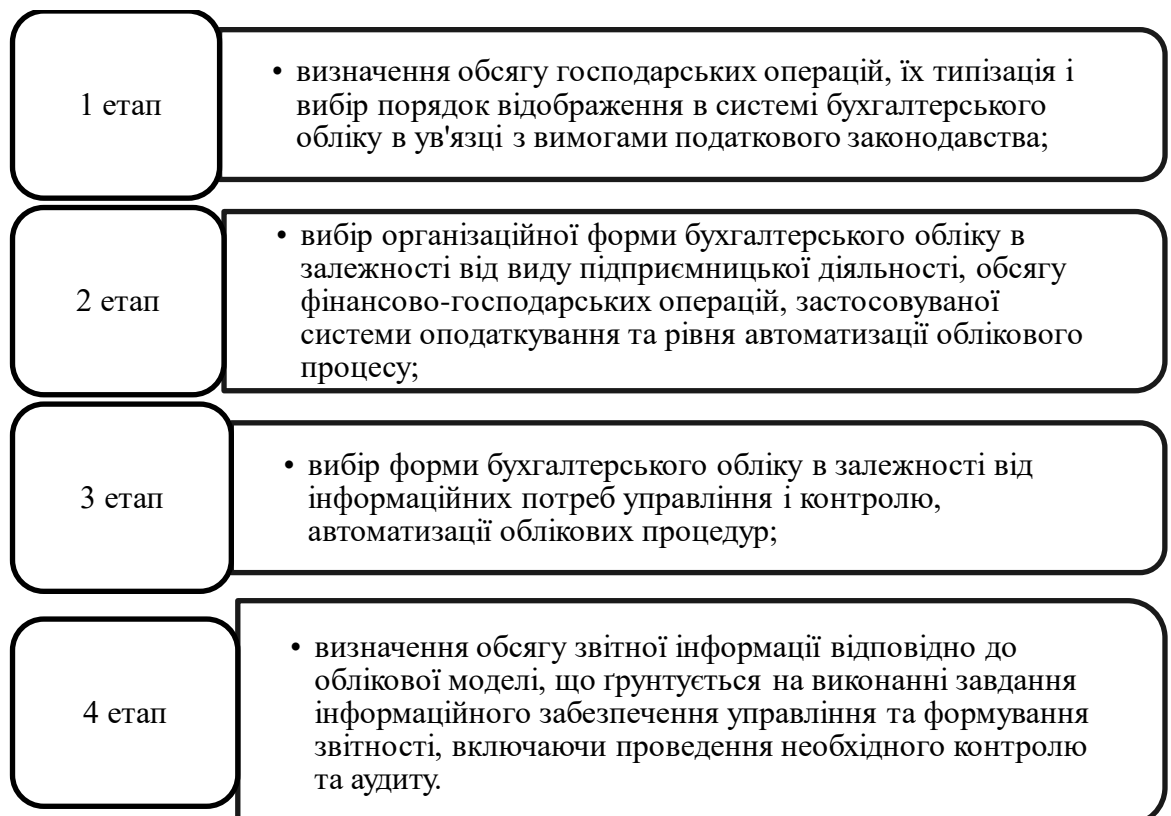 1 етап
• визначення обсягу господарських операцій, їх типізація і
вибір порядок відображення в системі бухгалтерського
обліку в ув'язці з вимогами податкового законодавства;
2 етап
• вибір організаційної форми бухгалтерського обліку в
залежності від виду підприємницької діяльності, обсягу
фінансово-господарських операцій, застосовуваної
системи оподаткування та рівня автоматизації облікового
процесу;
3 етап
• вибір форми бухгалтерського обліку в залежності від
інформаційних потреб управління і контролю,
автоматизації облікових процедур;
4 етап
• визначення обсягу звітної інформації відповідно до
облікової моделі, що ґрунтується на виконанні завдання
інформаційного забезпечення управління та формування
звітності, включаючи проведення необхідного контролю
та аудиту.